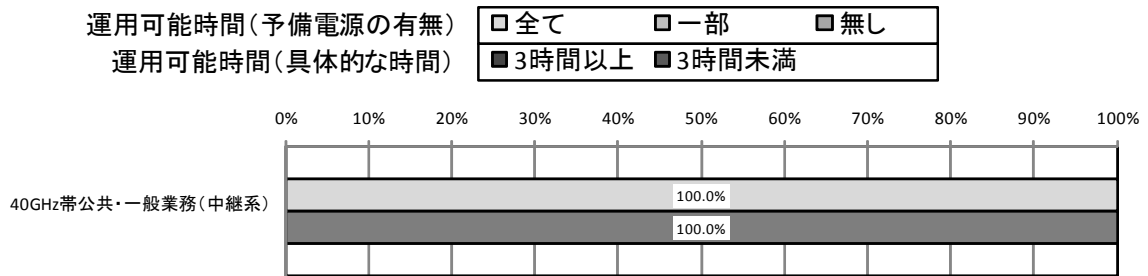 運用可能時間(予備電源の有無) 全て 一部 無し
運用可能時間(具体的な時間) 3時間以上 3時間未満
0% 10% 20% 30% 40% 50% 60% 70% 80% 90% 100%
40GHz帯公共・一般業務(中継系)
100.0%
100.0%